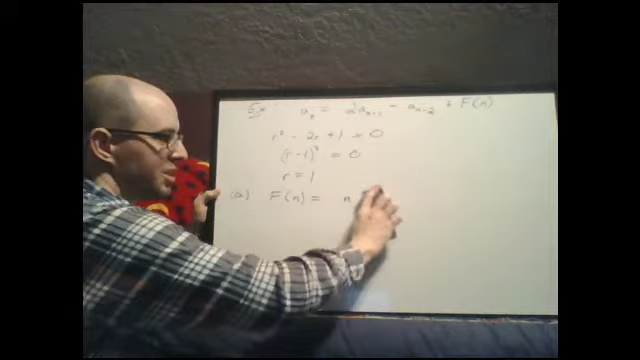 Ex: aₙ = 2aₙ₋₁ - aₙ₋₂ + F(n)
r² - 2r + 1 = 0
(r-1)² = 0
r = 1
(a) F(n) = n